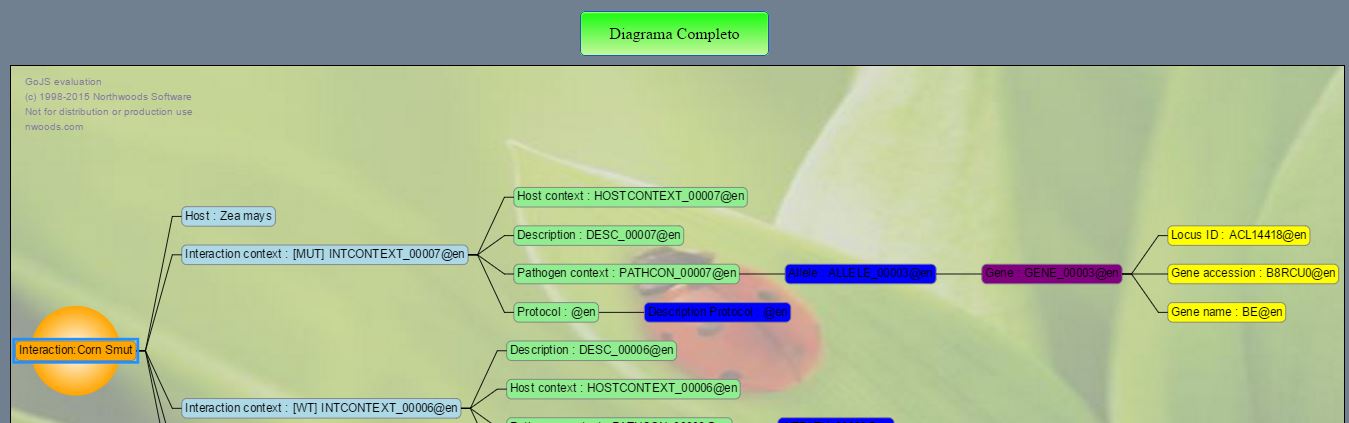 Diagrama Completo
GoJS evaluation
(c) 1998-2015 Northwoods Software
Not for distribution or production use
nwoods.com
Host context : HOSTCONTEXT_00007@en
Host : Zea mays
Description : DESC_00007@en
Locus ID : ACL14418@en
Interaction context : [MUT] INTCONTEXT_00007@en
Pathogen context : PATHCON_00007@en
Allele : ALLELE_00003@en
Gene : GENE_00003@en
Gene accession : B8RCU0@en
Protocol : @en
Description Protocol : @en
Gene name : BE@en
Interaction:Corn Smut
Description : DESC_00006@en
Host context : HOSTCONTEXT_00006@en
Interaction context : [WT] INTCONTEXT_00006@en